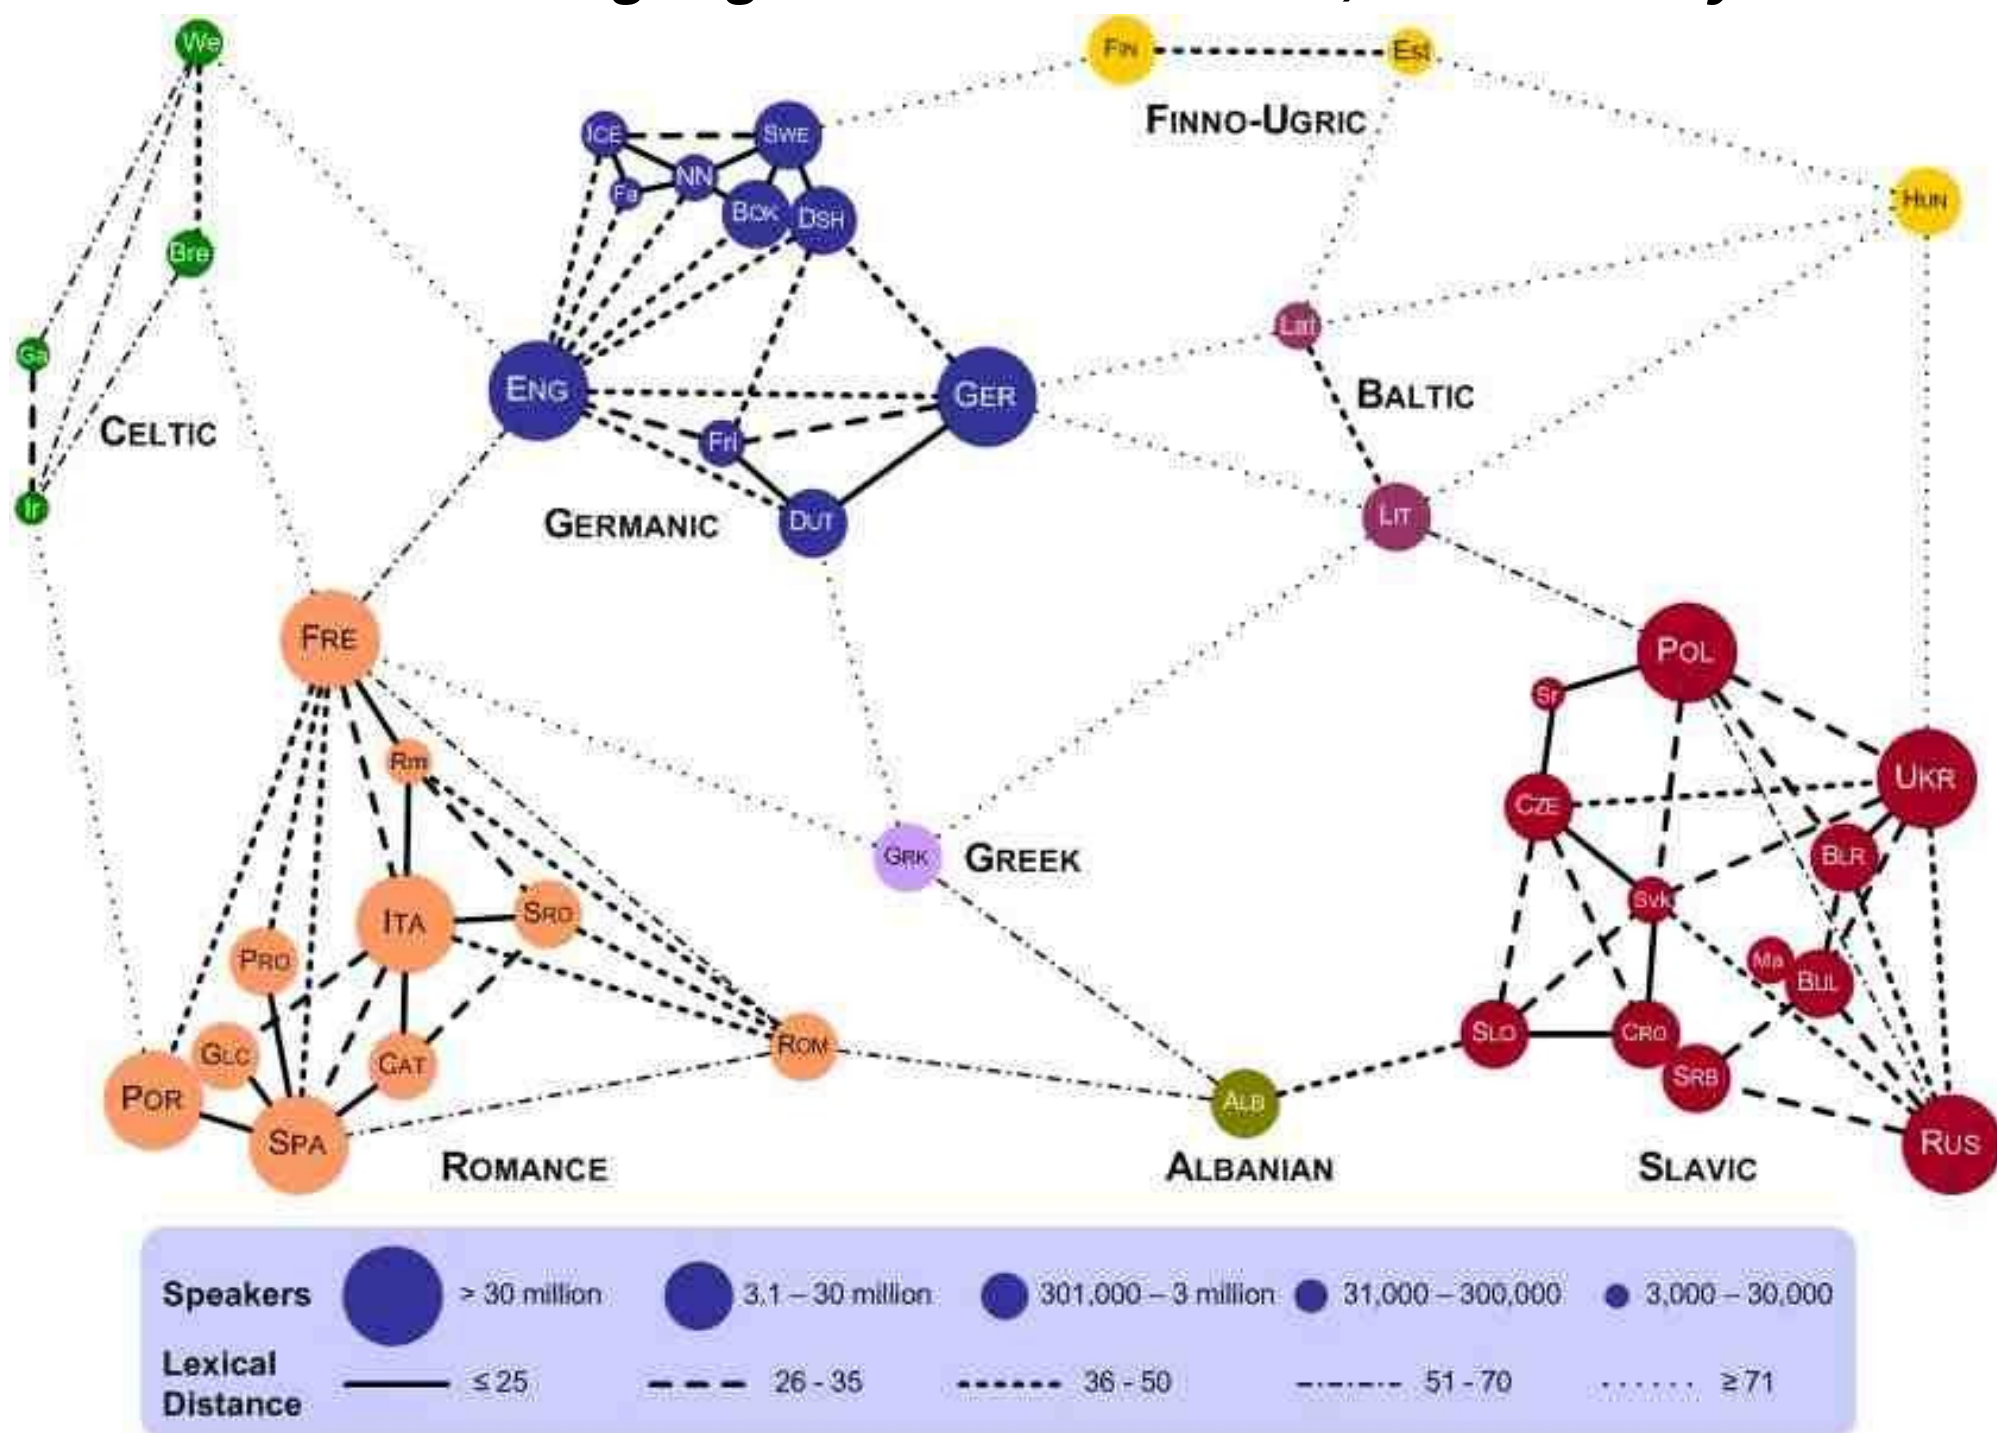 We
FIN
Est
FINNO-UGRIC
ICE
SWE
NN
Fa
BOK
DSH
HUN
Bre
Lat
Ga
ENG
GER
BALTIC
CELTIC
Fri
Ir
GERMANIC
DUT
LIT
FRE
POL
Sr
Rm
UKR
CZE
GRK
GREEK
BLR
Svk
ITA
SRD
PRO
Ma
BUL
SLO
CRO
GLC
CAT
ROM
SRB
POR
ALB
SPA
RUS
ROMANCE
ALBANIAN
SLAVIC
Speakers
> 30 million
3.1 – 30 million
301,000 – 3 million
31,000 – 300,000
3,000 – 30,000
Lexical
Distance
≤ 25
26 - 35
36 - 50
51 - 70
≥ 71